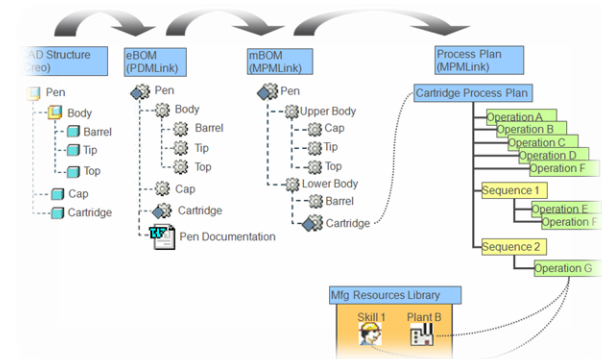 AD Structure
reo)
Pen
Body
Barrel
Tip
Top
Cap
Cartridge
eBOM
(PDMLink)
Pen
Body
Barrel
Tip
Top
Cap
Cartridge
Pen Documentation
mBOM
(MPMLink)
Pen
Upper Body
Cap
Tip
Top
Lower Body
Barrel
Cartridge
Process Plan
(MPMLink)
Cartridge Process Plan
Operation A
Operation B
Operation C
Operation D
Operation F
Sequence 1
Operation E
Operation F
Sequence 2
Operation G
Mfg Resources Library
Skill 1
Plant B